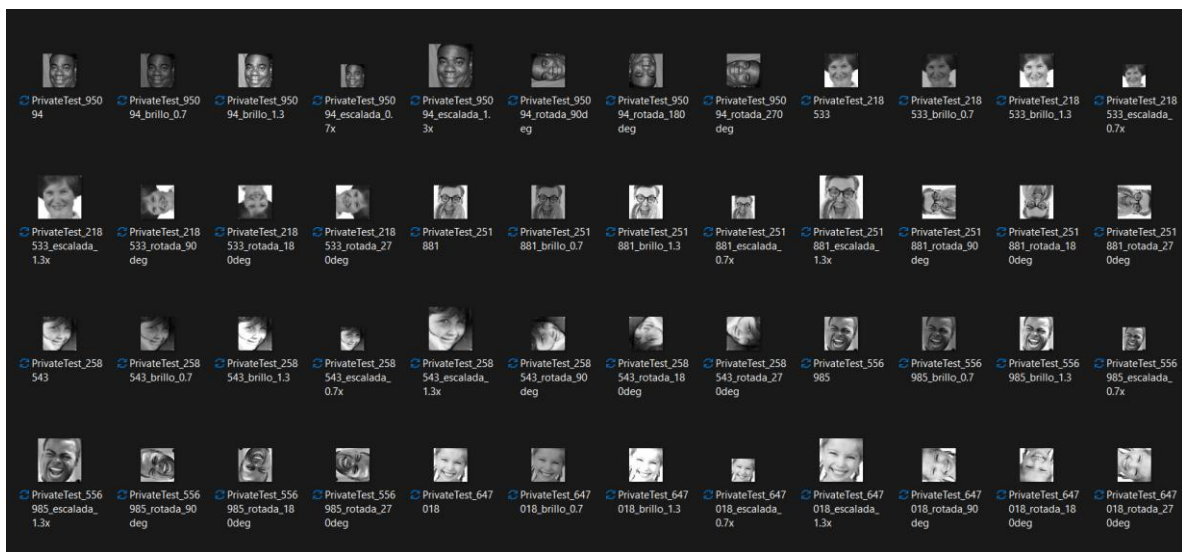 PrivateTest_950 PrivateTest_950 PrivateTest_950 PrivateTest_950 PrivateTest_950 PrivateTest_950 PrivateTest_950 PrivateTest_950 PrivateTest_218 PrivateTest_218 PrivateTest_218 PrivateTest_218
94 94_brillo_0.7 94_brillo_1.3 94_escalada_0. 94_escalada_1. 94_rotada_90d 94_rotada_180 94_rotada_270 533 533_brillo_0.7 533_brillo_1.3 533_escalada_
7x 3x eg deg deg 0.7x
PrivateTest_218 PrivateTest_218 PrivateTest_218 PrivateTest_218 PrivateTest_251 PrivateTest_251 PrivateTest_251 PrivateTest_251 PrivateTest_251 PrivateTest_251 PrivateTest_251 PrivateTest_251
533_escalada_ 533_rotada_90 533_rotada_18 533_rotada_27 881 881_brillo_0.7 881_brillo_1.3 881_escalada_ 881_escalada_ 881_rotada_90 881_rotada_18 881_rotada_27
1.3x deg 0deg 0deg 0.7x 1.3x deg 0deg 0deg
PrivateTest_258 PrivateTest_258 PrivateTest_258 PrivateTest_258 PrivateTest_258 PrivateTest_258 PrivateTest_258 PrivateTest_258 PrivateTest_556 PrivateTest_556 PrivateTest_556 PrivateTest_556
543 543_brillo_0.7 543_brillo_1.3 543_escalada_ 543_escalada_ 543_rotada_90 543_rotada_18 543_rotada_27 985 985_brillo_0.7 985_brillo_1.3 985_escalada_
0.7x 1.3x deg 0deg 0deg 0.7x
PrivateTest_556 PrivateTest_556 PrivateTest_556 PrivateTest_556 PrivateTest_647 PrivateTest_647 PrivateTest_647 PrivateTest_647 PrivateTest_647 PrivateTest_647 PrivateTest_647 PrivateTest_647
985_escalada_ 985_rotada_90 985_rotada_18 985_rotada_27 018 018_brillo_0.7 018_brillo_1.3 018_escalada_ 018_escalada_ 018_rotada_90 018_rotada_18 018_rotada_27
1.3x deg 0deg 0deg 0.7x 1.3x deg 0deg 0deg